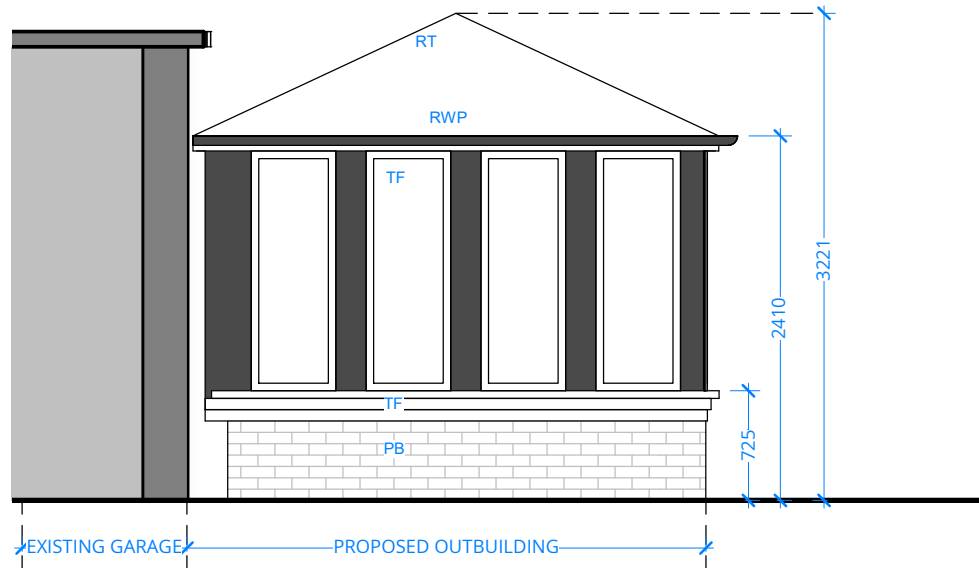 RT
RWP
TF
3221
2410
TF
725
PB
EXISTING GARAGE
PROPOSED OUTBUILDING